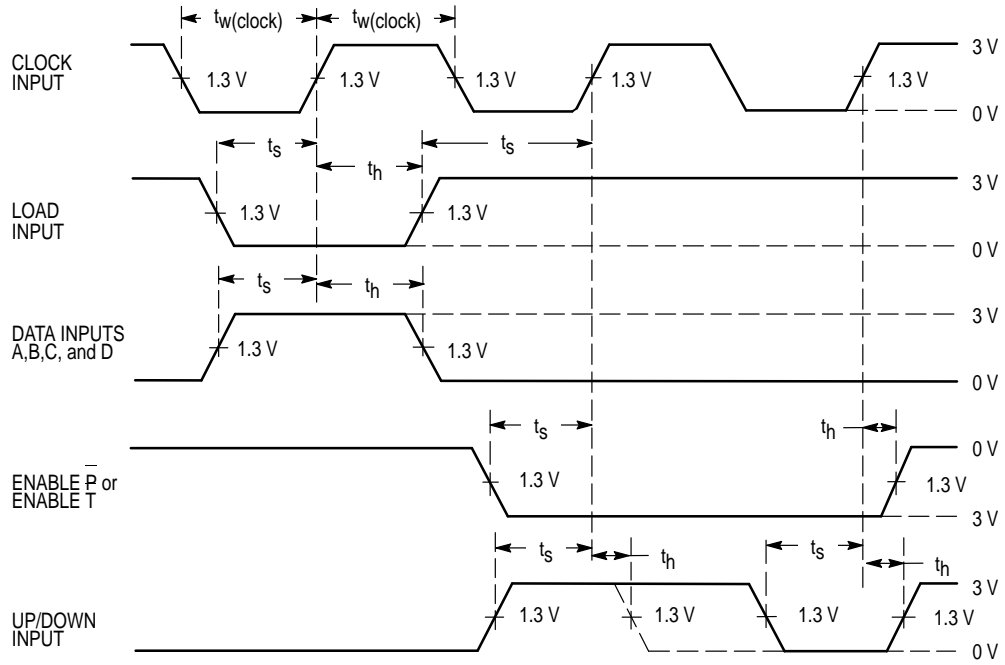 tw(clock) tw(clock)
CLOCK
INPUT
1.3 V 1.3 V 1.3 V 1.3 V 1.3 V
3 V
0 V
ts th ts
LOAD
INPUT
1.3 V 1.3 V
3 V
0 V
ts th
DATA INPUTS
A,B,C, and D
1.3 V 1.3 V
3 V
0 V
ts th
ENABLE P̅ or
ENABLE T
1.3 V 1.3 V
0 V
3 V
ts th ts th
UP/DOWN
INPUT
1.3 V 1.3 V 1.3 V 1.3 V
3 V
0 V